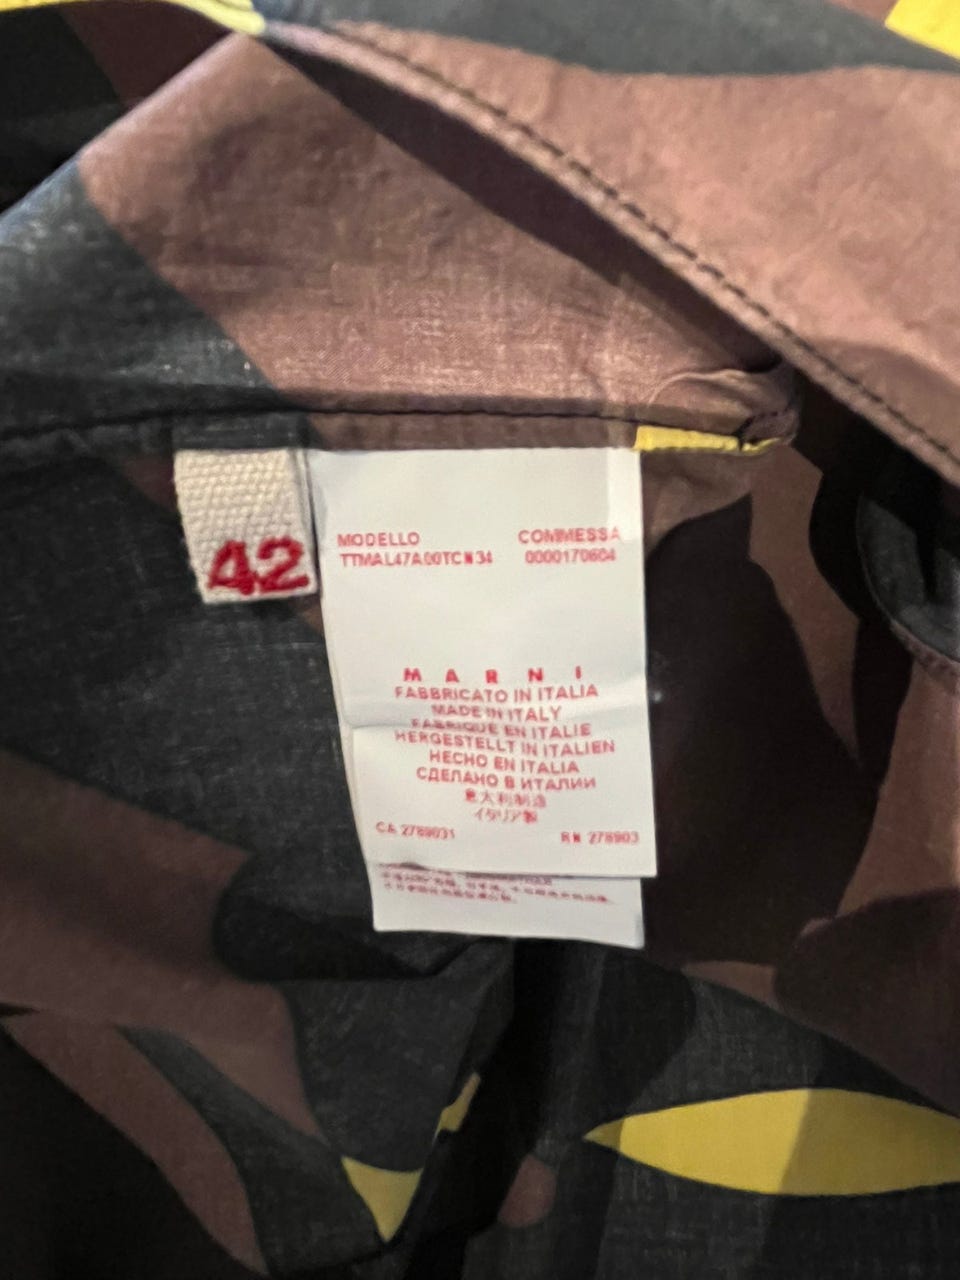 42
MODELLO COMMESSA
TTMAL47A00TCN34 0000170604
MARNI
FABBRICATO IN ITALIA
MADE IN ITALY
FABRIQUE EN ITALIE
HERGESTELLT IN ITALIEN
HECHO EN ITALIA
СДЕЛАНО В ИТАЛИИ
意大利制造
イタリア製
CA 2789031 RN 278903